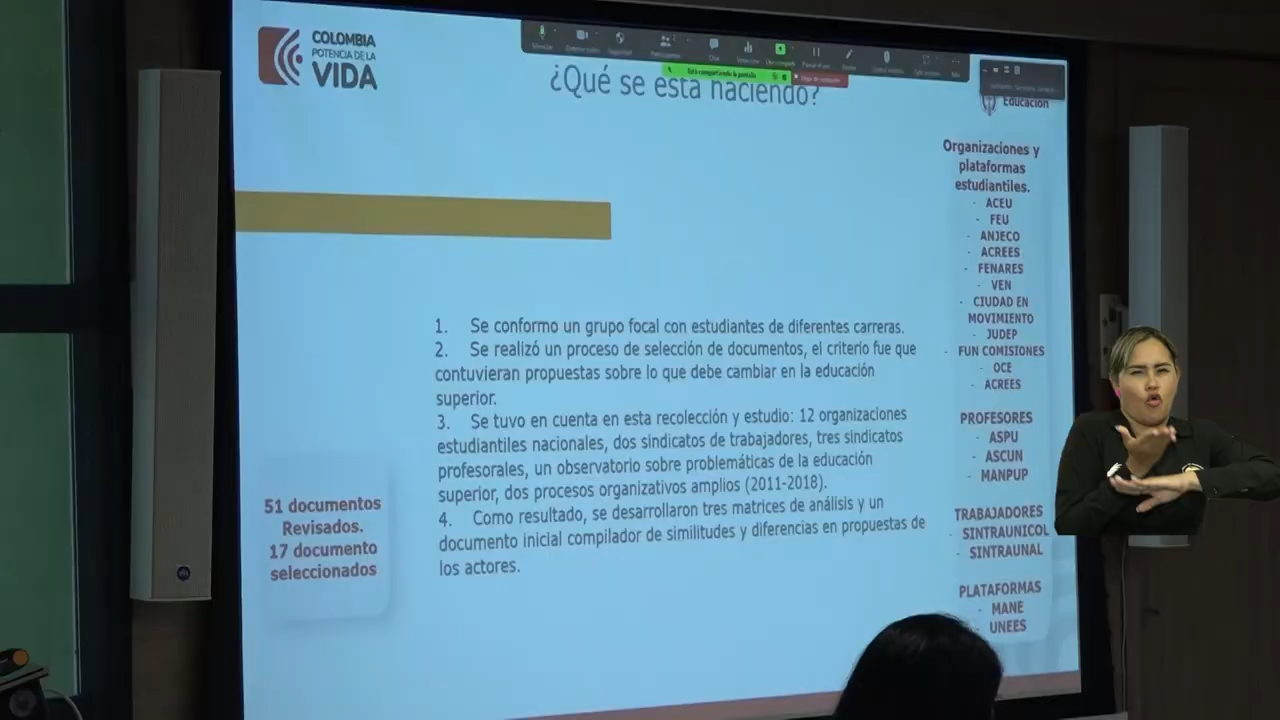 COLOMBIA
POTENCIA DE LA
VIDA
¿Qué se está haciendo?
Educación
Organizaciones y
plataformas
estudiantiles.
- ACEU
- FEU
- ANJECO
- ACREES
- FENARES
- VEN
- CIUDAD EN
MOVIMIENTO
- JUDEP
- FUN COMISIONES
- OCE
- ACREES
PROFESORES
- ASPU
- ASCUN
- MANPUP
TRABAJADORES
- SINTRAUNICOL
- SINTRAUNAL
PLATAFORMAS
- MANE
- UNEES
1. Se conformo un grupo focal con estudiantes de diferentes carreras.
2. Se realizó un proceso de selección de documentos, el criterio fue que
contuvieran propuestas sobre lo que debe cambiar en la educación
superior.
3. Se tuvo en cuenta en esta recolección y estudio: 12 organizaciones
estudiantiles nacionales, dos sindicatos de trabajadores, tres sindicatos
profesorales, un observatorio sobre problemáticas de la educación
superior, dos procesos organizativos amplios (2011-2018).
4. Como resultado, se desarrollaron tres matrices de análisis y un
documento inicial compilador de similitudes y diferencias en propuestas de
los actores.
51 documentos
Revisados.
17 documento
seleccionados